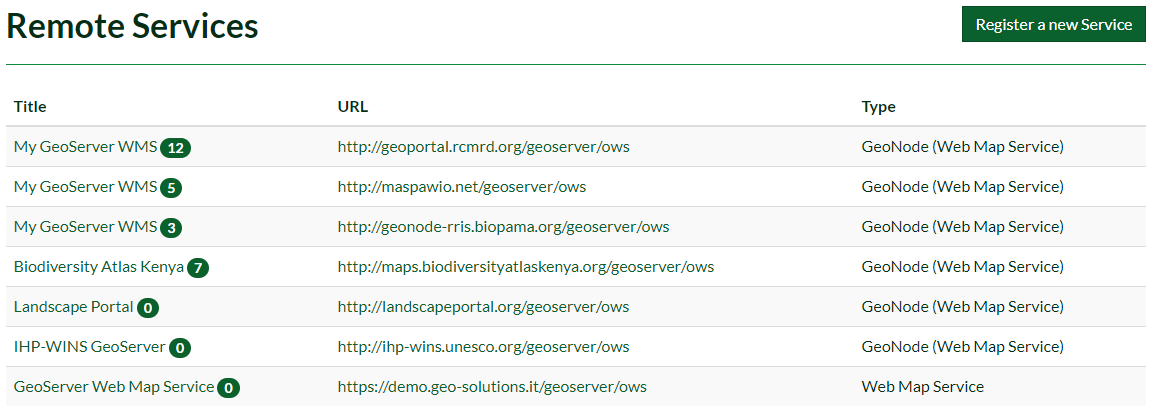 Remote Services
Register a new Service
Title URL Type
My GeoServer WMS 12 http://geoportal.rcmrd.org/geoserver/ows GeoNode (Web Map Service)
My GeoServer WMS 5 http://maspawio.net/geoserver/ows GeoNode (Web Map Service)
My GeoServer WMS 3 http://geonode-rris.biopama.org/geoserver/ows GeoNode (Web Map Service)
Biodiversity Atlas Kenya 7 http://maps.biodiversityatlaskenya.org/geoserver/ows GeoNode (Web Map Service)
Landscape Portal 0 http://landscapeportal.org/geoserver/ows GeoNode (Web Map Service)
IHP-WINS GeoServer 0 http://ihp-wins.unesco.org/geoserver/ows GeoNode (Web Map Service)
GeoServer Web Map Service 0 https://demo.geo-solutions.it/geoserver/ows Web Map Service